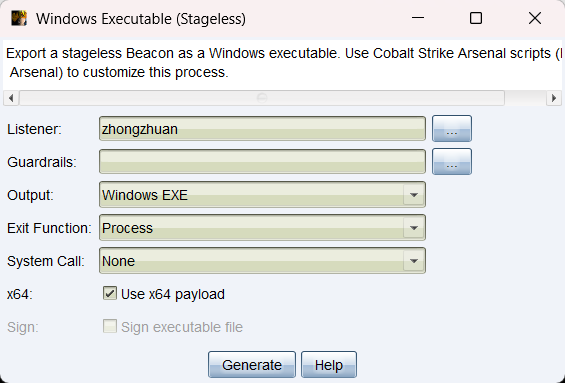 Windows Executable (Stageless)
Export a stageless Beacon as a Windows executable. Use Cobalt Strike Arsenal scripts (
Arsenal) to customize this process.
Listener: zhongzhuan ...
Guardrails: ...
Output: Windows EXE
Exit Function: Process
System Call: None
x64: Use x64 payload
Sign: Sign executable file
Generate Help